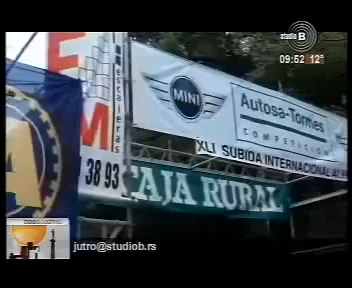 studio B
09:52 12°
E
M
escaleras
38 93
MINI
Autosa-Tormes
COMPETICION
XLI SUBIDA INTERNACIONAL
CAJA RURAL
A
jutro@studiob.rs